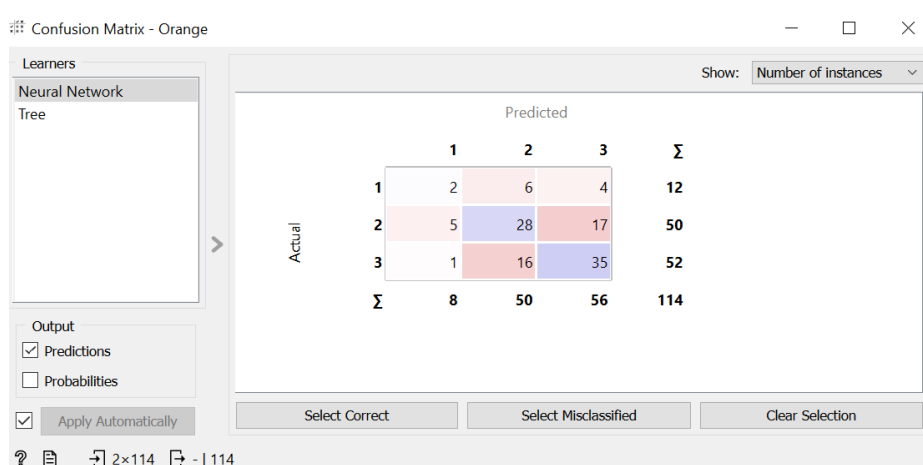 Confusion Matrix - Orange
Learners
Neural Network
Tree
Show: Number of instances
Predicted
1 2 3 Σ
1 2 6 4 12
Actual
2 5 28 17 50
3 1 16 35 52
Σ 8 50 56 114
Output
Predictions
Probabilities
Apply Automatically
Select Correct
Select Misclassified
Clear Selection
? 2×114 - | 114